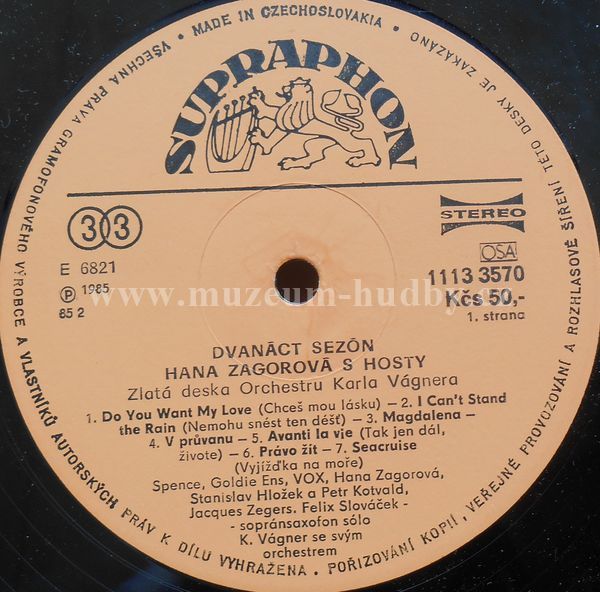 VŠECHNA PRÁVA GRAMOFONOVÉHO VÝROBCE A VLASTNÍKŮ AUTORSKÝCH PRÁV K DÍLU VYHRAŽENA. POŘIZOVÁNÍ KOPIÍ, VEŘEJNÉ PROVOZOVÁNÍ A ROZHLASOVÉ ŠÍŘENÍ TÉTO DESKY JE ZAKÁZÁNO
• MADE IN CZECHOSLOVAKIA •
SUPRAPHON
33
STEREO
OSA
E 6821
Ⓟ 1985
85 2
1113 3570
Kčs 50,-
1. strana
www.muzeum-hudby.cz
DVANÁCT SEZÓN
HANA ZAGOROVÁ S HOSTY
Zlatá deska Orchestru Karla Vágnera
1. Do You Want My Love (Chceš mou lásku) – 2. I Can't Stand
the Rain (Nemohu snést ten déšť) – 3. Magdalena –
4. V průvanu – 5. Avanti la vie (Tak jen dál,
živote) – 6. Právo žít – 7. Seacruise
(Vyjížďka na moře)
Spence, Goldie Ens, VOX, Hana Zagorová,
Stanislav Hložek a Petr Kotvald,
Jacques Zegers. Felix Slováček -
- sopránsaxofon sólo
K. Vágner se svým
orchestrem